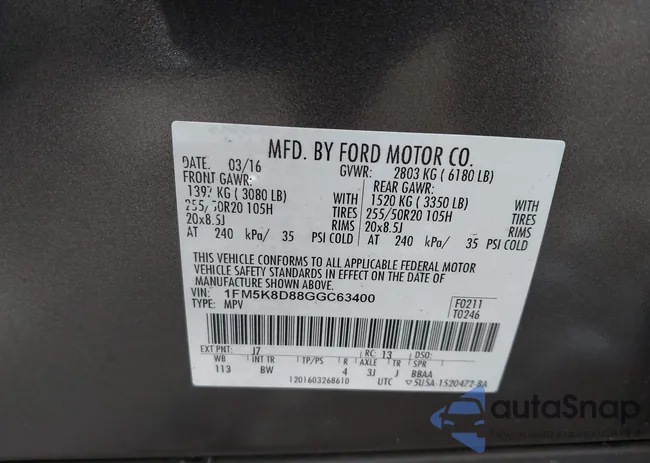 MFD. BY FORD MOTOR CO.
DATE: 03/16 GVWR: 2803 KG ( 6180 LB)
FRONT GAWR: REAR GAWR:
1397 KG ( 3080 LB) WITH 1520 KG ( 3350 LB) WITH
255/50R20 105H TIRES 255/50R20 105H TIRES
20x8.5J RIMS 20x8.5J RIMS
AT 240 kPa/ 35 PSI COLD AT 240 kPa/ 35 PSI COLD
THIS VEHICLE CONFORMS TO ALL APPLICABLE FEDERAL MOTOR
VEHICLE SAFETY STANDARDS IN EFFECT ON THE DATE OF
MANUFACTURE SHOWN ABOVE.
VIN: 1FM5K8D88GGC63400 F0211
TYPE: MPV T0246
EXT PNT: J7 RC: 13 DSO:
WB INT TR TP/PS R AXLE TR SPR
113 BW 4 3J J BBAA
1201603268610 UTC 5U5A-1520472-BA
autoSnap